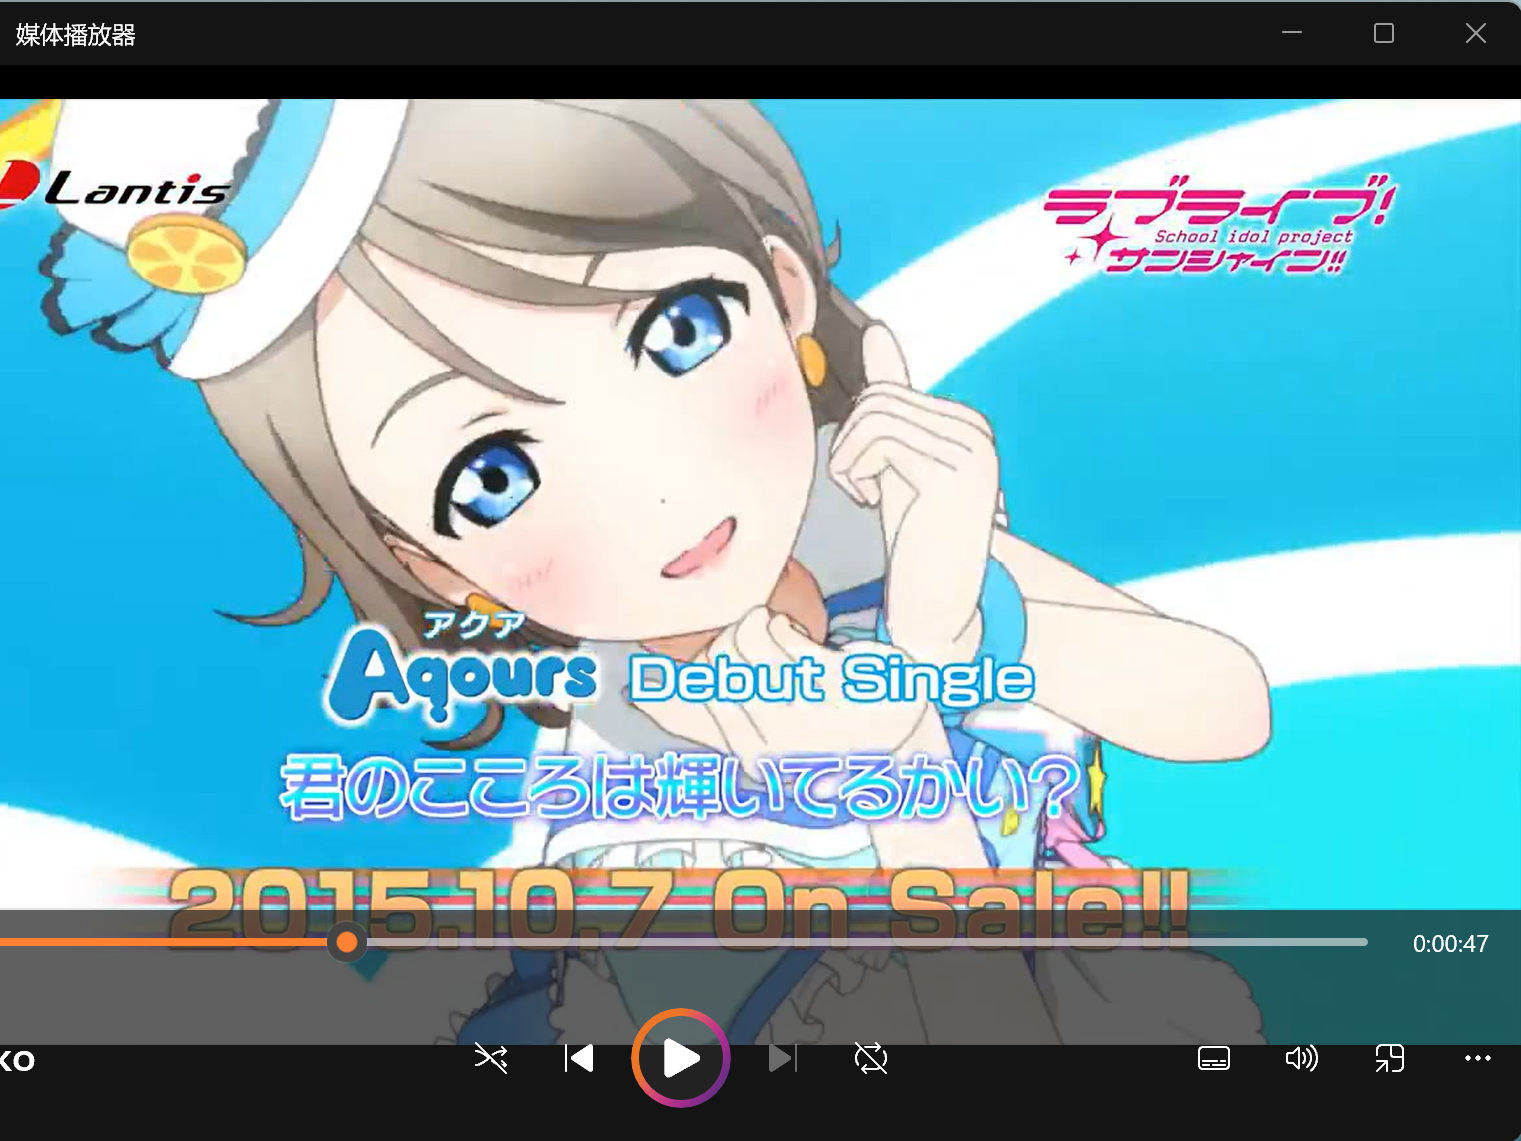 媒体播放器
Lantis
ラブライブ!
School idol project
サンシャイン!!
アクア
Aqours Debut Single
君のこころは輝いてるかい?
2015.10.7 On Sale!!
0:00:47
KO